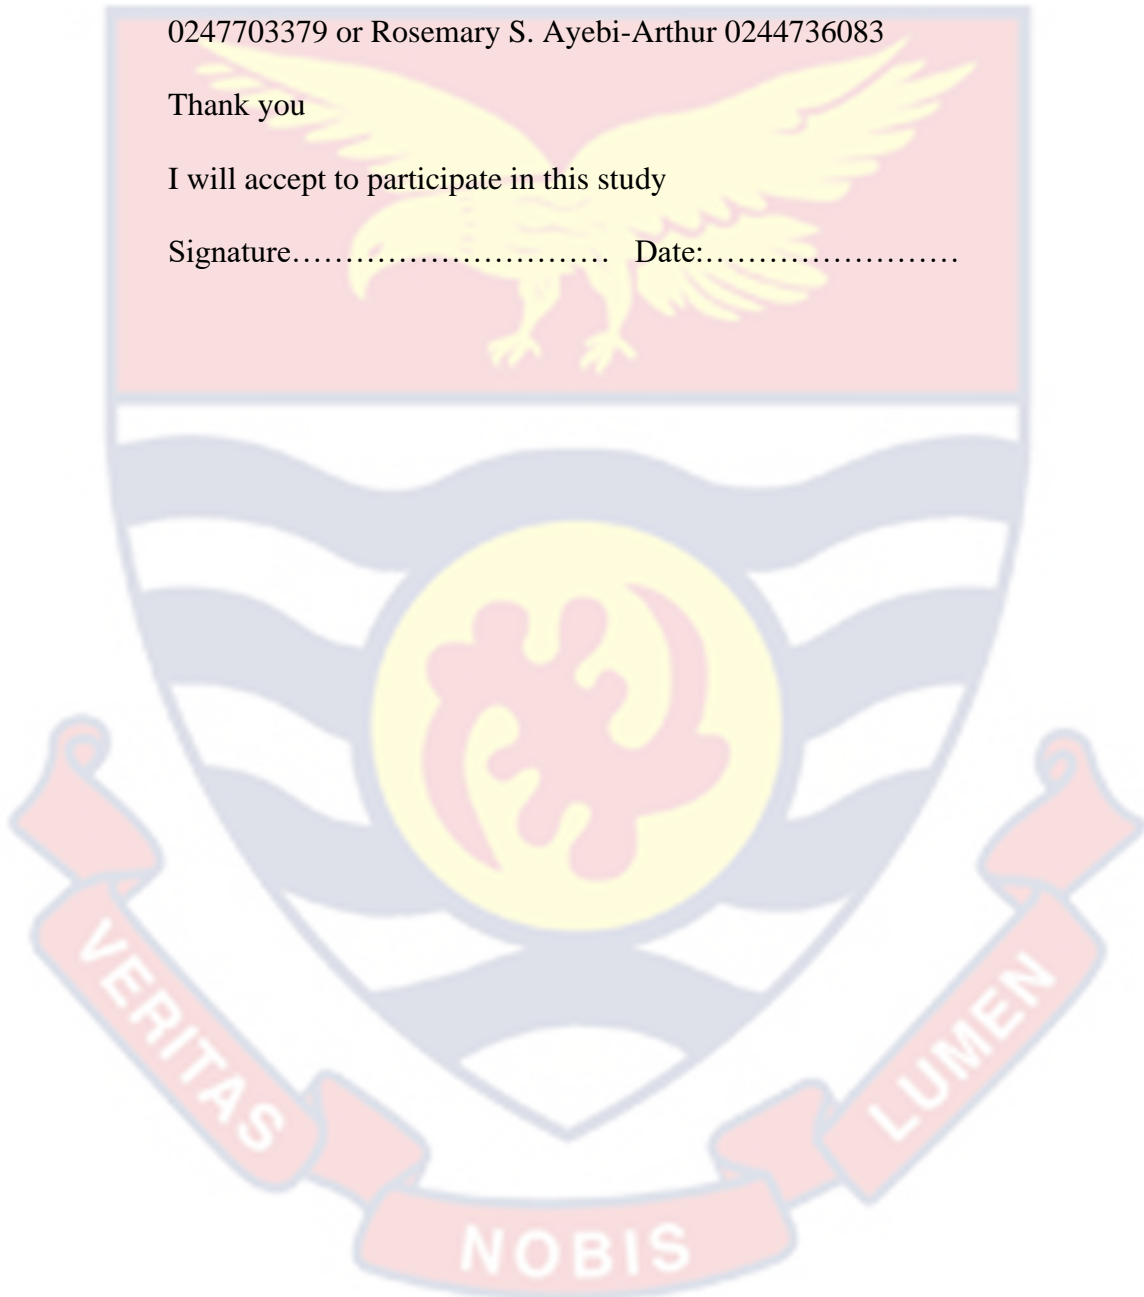 0247703379 or Rosemary S. Ayebi-Arthur 0244736083
Thank you
I will accept to participate in this study
Signature………………………… Date:……………………
VERITAS
NOBIS
LUMEN